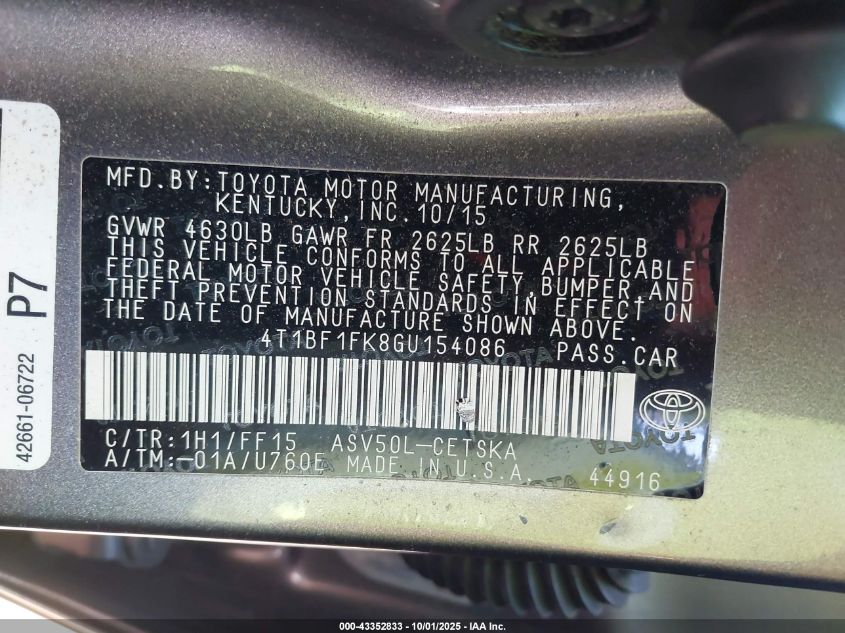 MFD.BY:TOYOTA MOTOR MANUFACTURING,
KENTUCKY,INC.10/15
GVWR 4630LB GAWR FR 2625LB RR 2625LB
THIS VEHICLE CONFORMS TO ALL APPLICABLE
FEDERAL MOTOR VEHICLE SAFETY,BUMPER,AND
THEFT PREVENTION STANDARDS IN EFFECT ON
THE DATE OF MANUFACTURE SHOWN ABOVE.
4T1BF1FK8GU154086 PASS.CAR
C/TR:1H1/FF15 ASV50L-CETSKA
A/TM:-01A/U760E MADE IN U.S.A. 44916
P7
42661-06722
000-43352833 - 10/01/2025 - IAA Inc.